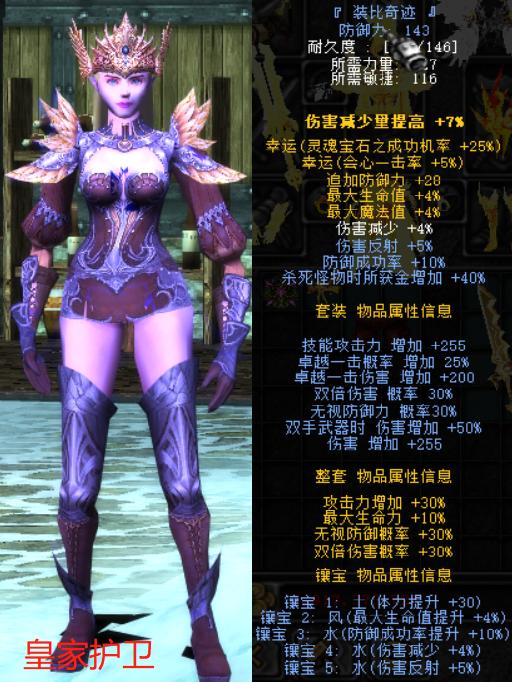 『 装比奇迹 』
防御力: 143
耐久度 : [ /146]
所需力量: 7
所需敏捷: 116
伤害减少量提高 +7%
幸运(灵魂宝石之成功机率 +25%)
幸运(会心一击率 +5%)
追加防御力 +28
最大生命值 +4%
最大魔法值 +4%
伤害减少 +4%
伤害反射 +5%
防御成功率 +10%
杀死怪物时所获金增加 +40%
套装 物品属性信息
技能攻击力 增加 +255
卓越一击概率 增加 25%
卓越一击伤害 增加 +200
双倍伤害 概率 30%
无视防御力 概率30%
双手武器时 伤害增加 +50%
伤害 增加 +255
整套 物品属性信息
攻击力增加 +30%
最大生命力 +10%
无视防御概率 +30%
双倍伤害概率 +30%
镶宝 物品属性信息
镶宝 1: 土(体力提升 +30)
镶宝 2: 风(最大生命值提升 +4%)
镶宝 3: 水(防御成功率提升 +10%)
镶宝 4: 水(伤害减少 +4%)
镶宝 5: 水(伤害反射 +5%)
皇家护卫